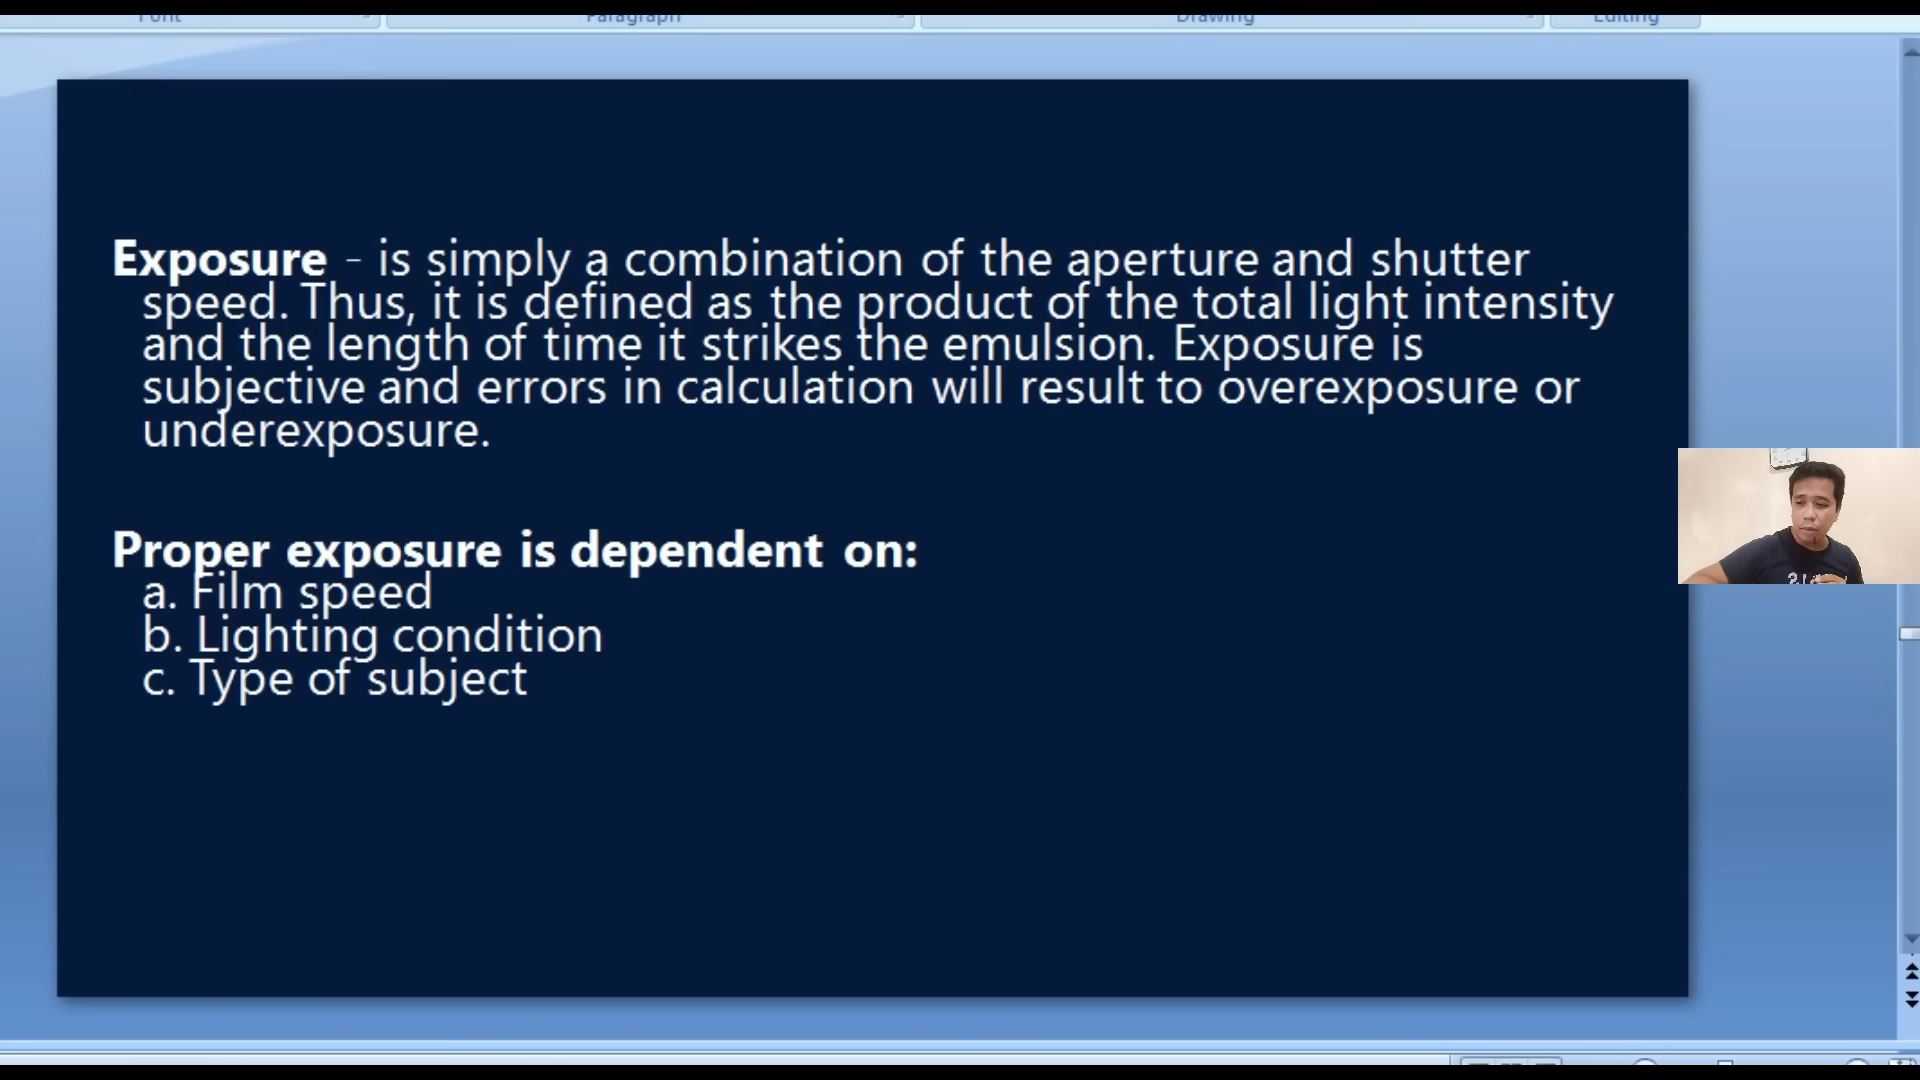 Font Paragraph Drawing Editing
Exposure - is simply a combination of the aperture and shutter
speed. Thus, it is defined as the product of the total light intensity
and the length of time it strikes the emulsion. Exposure is
subjective and errors in calculation will result to overexposure or
underexposure.
Proper exposure is dependent on:
a. Film speed
b. Lighting condition
c. Type of subject